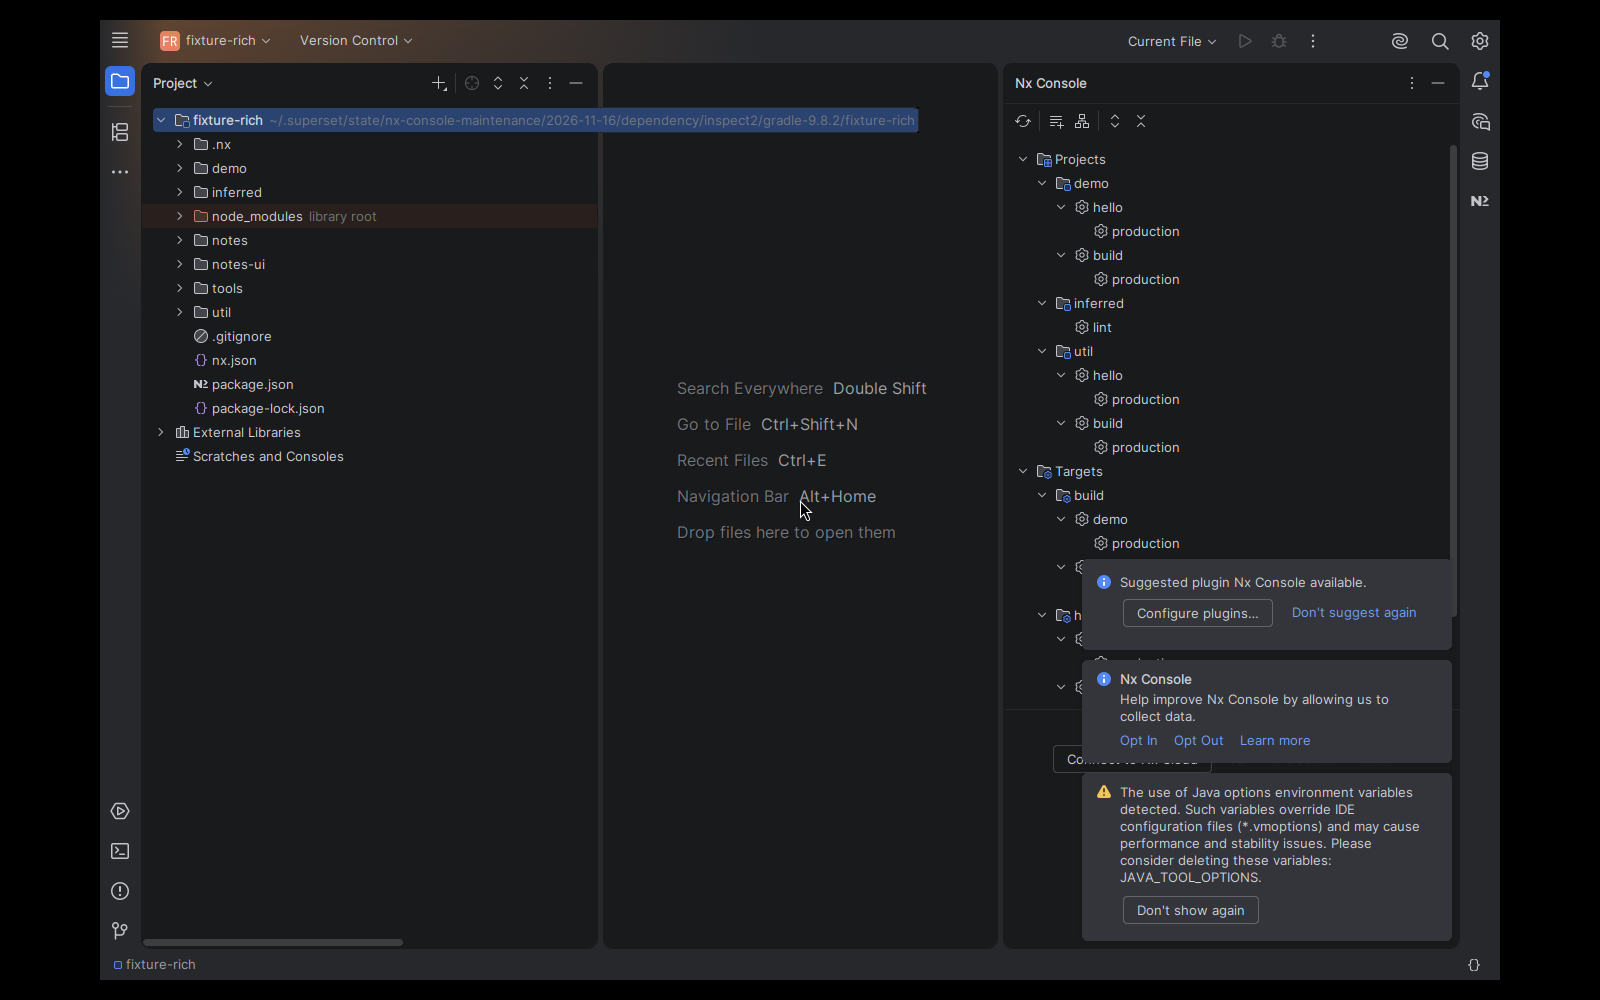 FR fixture-rich
Version Control
Current File
Project
fixture-rich ~/.superset/state/nx-console-maintenance/2026-11-16/dependency/inspect2/gradle-9.8.2/fixture-rich
.nx
demo
inferred
node_modules library root
notes
notes-ui
tools
util
.gitignore
nx.json
package.json
package-lock.json
External Libraries
Scratches and Consoles
Search Everywhere Double Shift
Go to File Ctrl+Shift+N
Recent Files Ctrl+E
Navigation Bar Alt+Home
Drop files here to open them
Nx Console
Projects
demo
hello
production
build
production
inferred
lint
util
hello
production
build
production
Targets
build
demo
production
Suggested plugin Nx Console available.
Configure plugins...
Don't suggest again
Nx Console
Help improve Nx Console by allowing us to
collect data.
Opt In Opt Out Learn more
The use of Java options environment variables
detected. Such variables override IDE
configuration files (*.vmoptions) and may cause
performance and stability issues. Please
consider deleting these variables:
JAVA_TOOL_OPTIONS.
Don't show again
fixture-rich